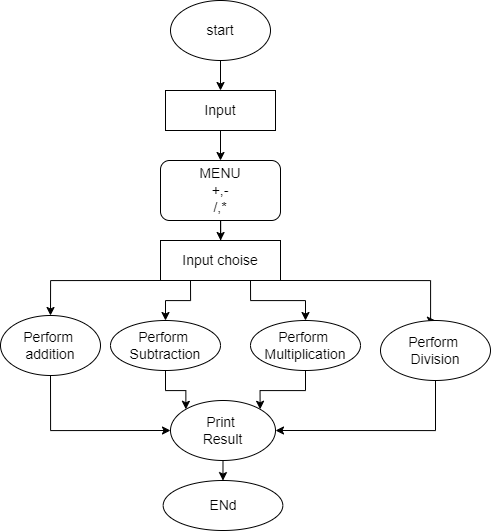 start
Input
MENU
+,-
/,*
Input choise
Perform
addition
Perform
Subtraction
Perform
Multiplication
Perform
Division
Print
Result
ENd